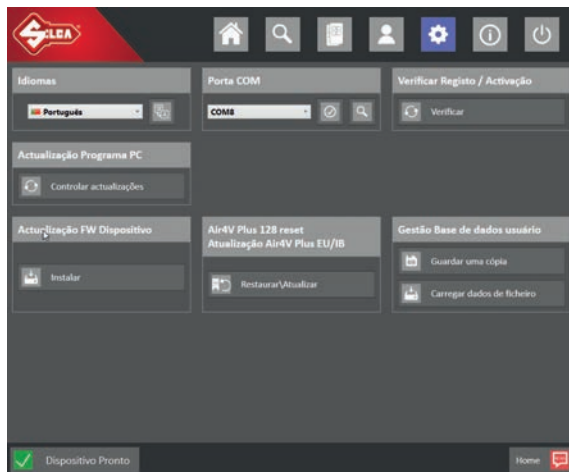 SILCA
Idiomas
Porta COM
Verificar Registo / Activação
Português
COM8
Verificar
Actualização Programa PC
Controlar actualizações
Actualização FW Dispositivo
Air4V Plus 128 reset
Atualização Air4V Plus EU/IB
Gestão Base de dados usuário
Instalar
Restaurar\Atualizar
Guardar uma cópia
Carregar dados de ficheiro
Dispositivo Pronto
Home